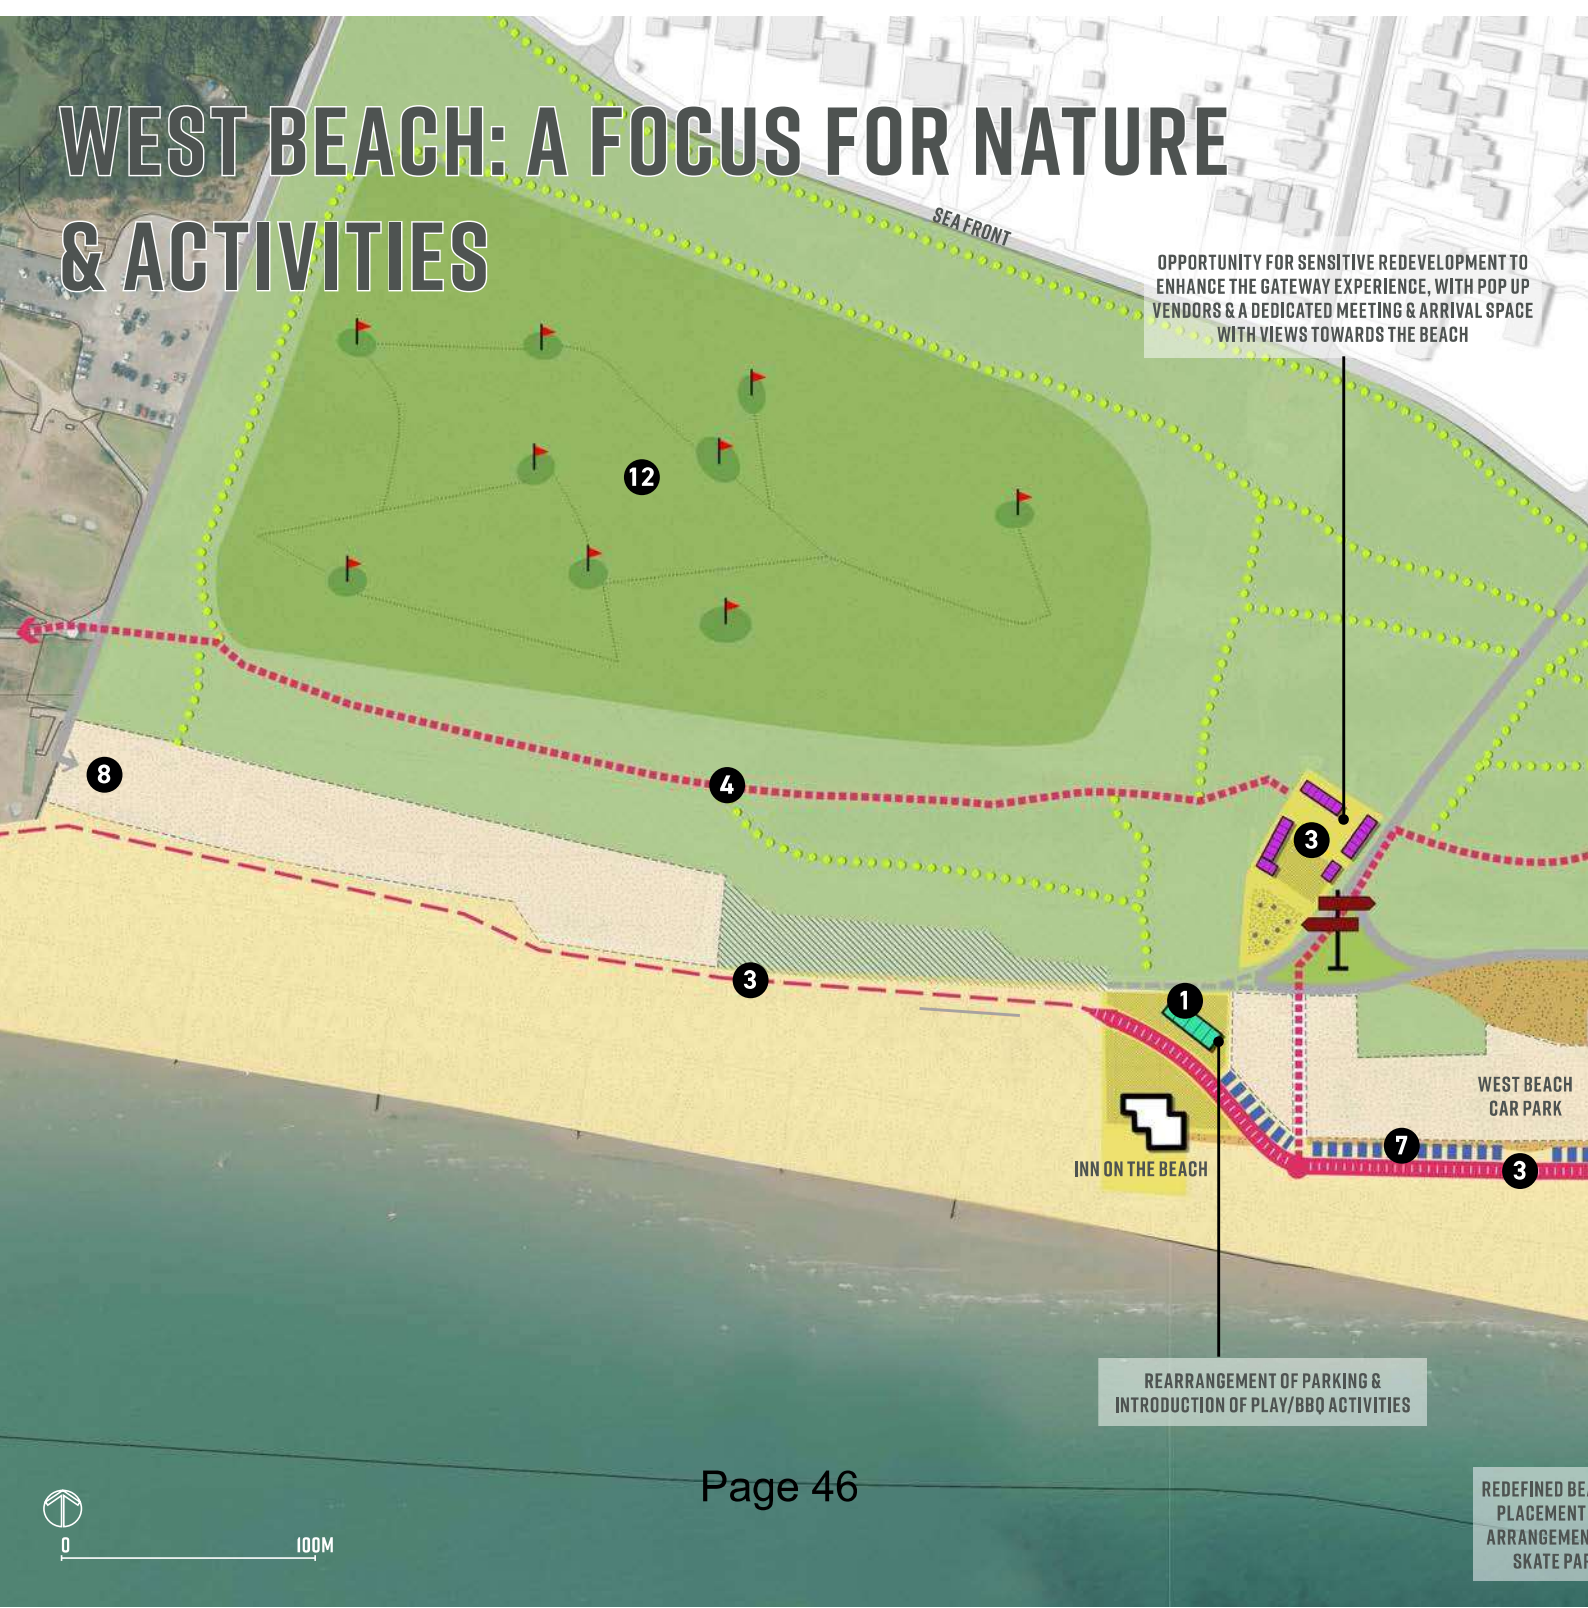 WEST BEACH: A FOCUS FOR NATURE
& ACTIVITIES
SEA FRONT
OPPORTUNITY FOR SENSITIVE REDEVELOPMENT TO
ENHANCE THE GATEWAY EXPERIENCE, WITH POP UP
VENDORS & A DEDICATED MEETING & ARRIVAL SPACE
WITH VIEWS TOWARDS THE BEACH
12
8
4
3
3
1
WEST BEACH
CAR PARK
7
3
INN ON THE BEACH
REARRANGEMENT OF PARKING &
INTRODUCTION OF PLAY/BBQ ACTIVITIES
Page 46
REDEFINED
PLACEMENT
SKATE
0 100M